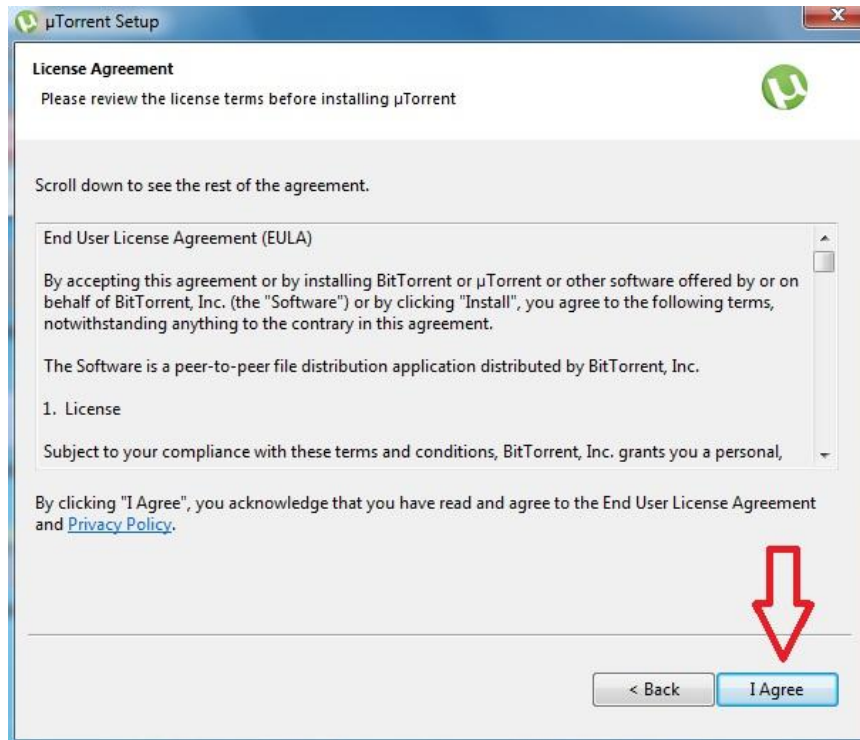 µTorrent Setup
License Agreement
Please review the license terms before installing µTorrent
Scroll down to see the rest of the agreement.
End User License Agreement (EULA)
By accepting this agreement or by installing BitTorrent or µTorrent or other software offered by or on
behalf of BitTorrent, Inc. (the "Software") or by clicking "Install", you agree to the following terms,
notwithstanding anything to the contrary in this agreement.
The Software is a peer-to-peer file distribution application distributed by BitTorrent, Inc.
1. License
Subject to your compliance with these terms and conditions, BitTorrent, Inc. grants you a personal,
By clicking "I Agree", you acknowledge that you have read and agree to the End User License Agreement
and Privacy Policy.
< Back
I Agree